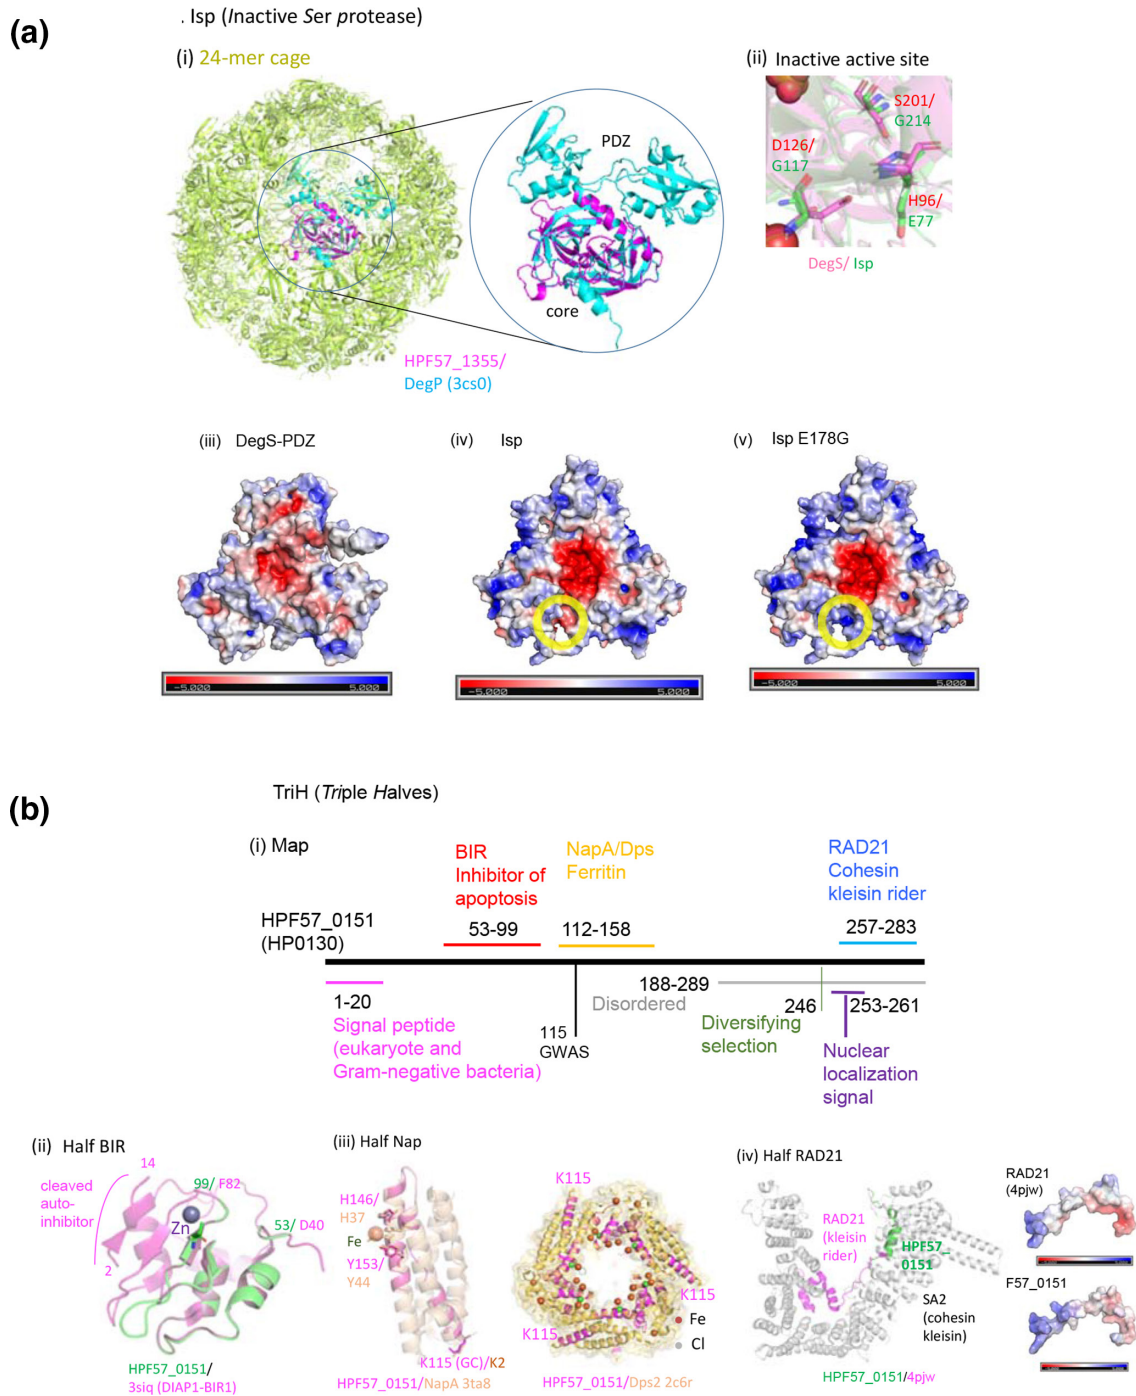 (a)
. Isp (Inactive Ser protease)
(i) 24-mer cage
PDZ
core
HPF57_1355/
DegP (3cs0)
(ii) Inactive active site
S201/
G214
D126/
G117
H96/
E77
DegS/ Isp
(iii) DegS-PDZ
-5.000 5.000
(iv) Isp
-5.000 5.000
(v) Isp E178G
-5.000 5.000
(b)
TriH (Triple Halves)
(i) Map
BIR
Inhibitor of
apoptosis
NapA/Dps
Ferritin
RAD21
Cohesin
kleisin rider
HPF57_0151
(HP0130)
53-99
112-158
257-283
1-20
Signal peptide
(eukaryote and
Gram-negative bacteria)
115
GWAS
188-289
Disordered
246
Diversifying
selection
253-261
Nuclear
localization
signal
(ii) Half BIR
14
cleaved
auto-
inhibitor
2
99/ F82
Zn
53/ D40
HPF57_0151/
3siq (DIAP1-BIR1)
(iii) Half Nap
H146/
H37
Fe
Y153/
Y44
K115 (GC)/K2
HPF57_0151/NapA 3ta8
K115
K115
K115
Fe
Cl
HPF57_0151/Dps2 2c6r
(iv) Half RAD21
RAD21
(kleisin
rider)
HPF57_
0151
SA2
(cohesin
kleisin)
HPF57_0151/4pjw
RAD21
(4pjw)
F57_0151